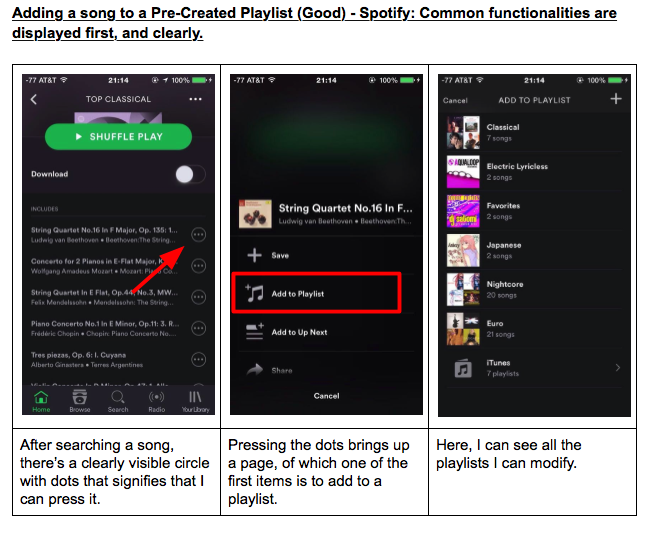 Adding a song to a Pre-Created Playlist (Good) - Spotify: Common functionalities are
displayed first, and clearly.
-77 AT&T 21:14 100%
TOP CLASSICAL
SHUFFLE PLAY
Download
INCLUDES
String Quartet No.16 In F Major, Op. 135: 1...
Ludwig van Beethoven • Beethoven:The String...
Concerto for 2 Pianos in E-Flat Major, K
Wolfgang Amadeus Mozart • Mozart: Piano Co...
String Quartet In E Flat, Op.44, No.3, MW...
Felix Mendelssohn • Mendelssohn: The String...
Piano Concerto No.1 In E Minor, Op.11: 3. R...
Frédéric Chopin • Chopin: Piano Concerto No...
Tres piezas, Op. 6: I. Cuyana
Alberto Ginastera • Terres Argentines
Home Browse Search Radio Your Library
-77 AT&T 21:14 100%
String Quartet No.16 In F...
Ludwig van Beethoven • Beethoven:Th...
Save
Add to Playlist
Add to Up Next
Share
Cancel
-77 AT&T 21:14 100%
Cancel ADD TO PLAYLIST
Classical
7 songs
Electric Lyricless
2 songs
Favorites
2 songs
Japanese
2 songs
Nightcore
20 songs
Euro
21 songs
iTunes
7 playlists
After searching a song,
there's a clearly visible circle
with dots that signifies that I
can press it.
Pressing the dots brings up
a page, of which one of the
first items is to add to a
playlist.
Here, I can see all the
playlists I can modify.